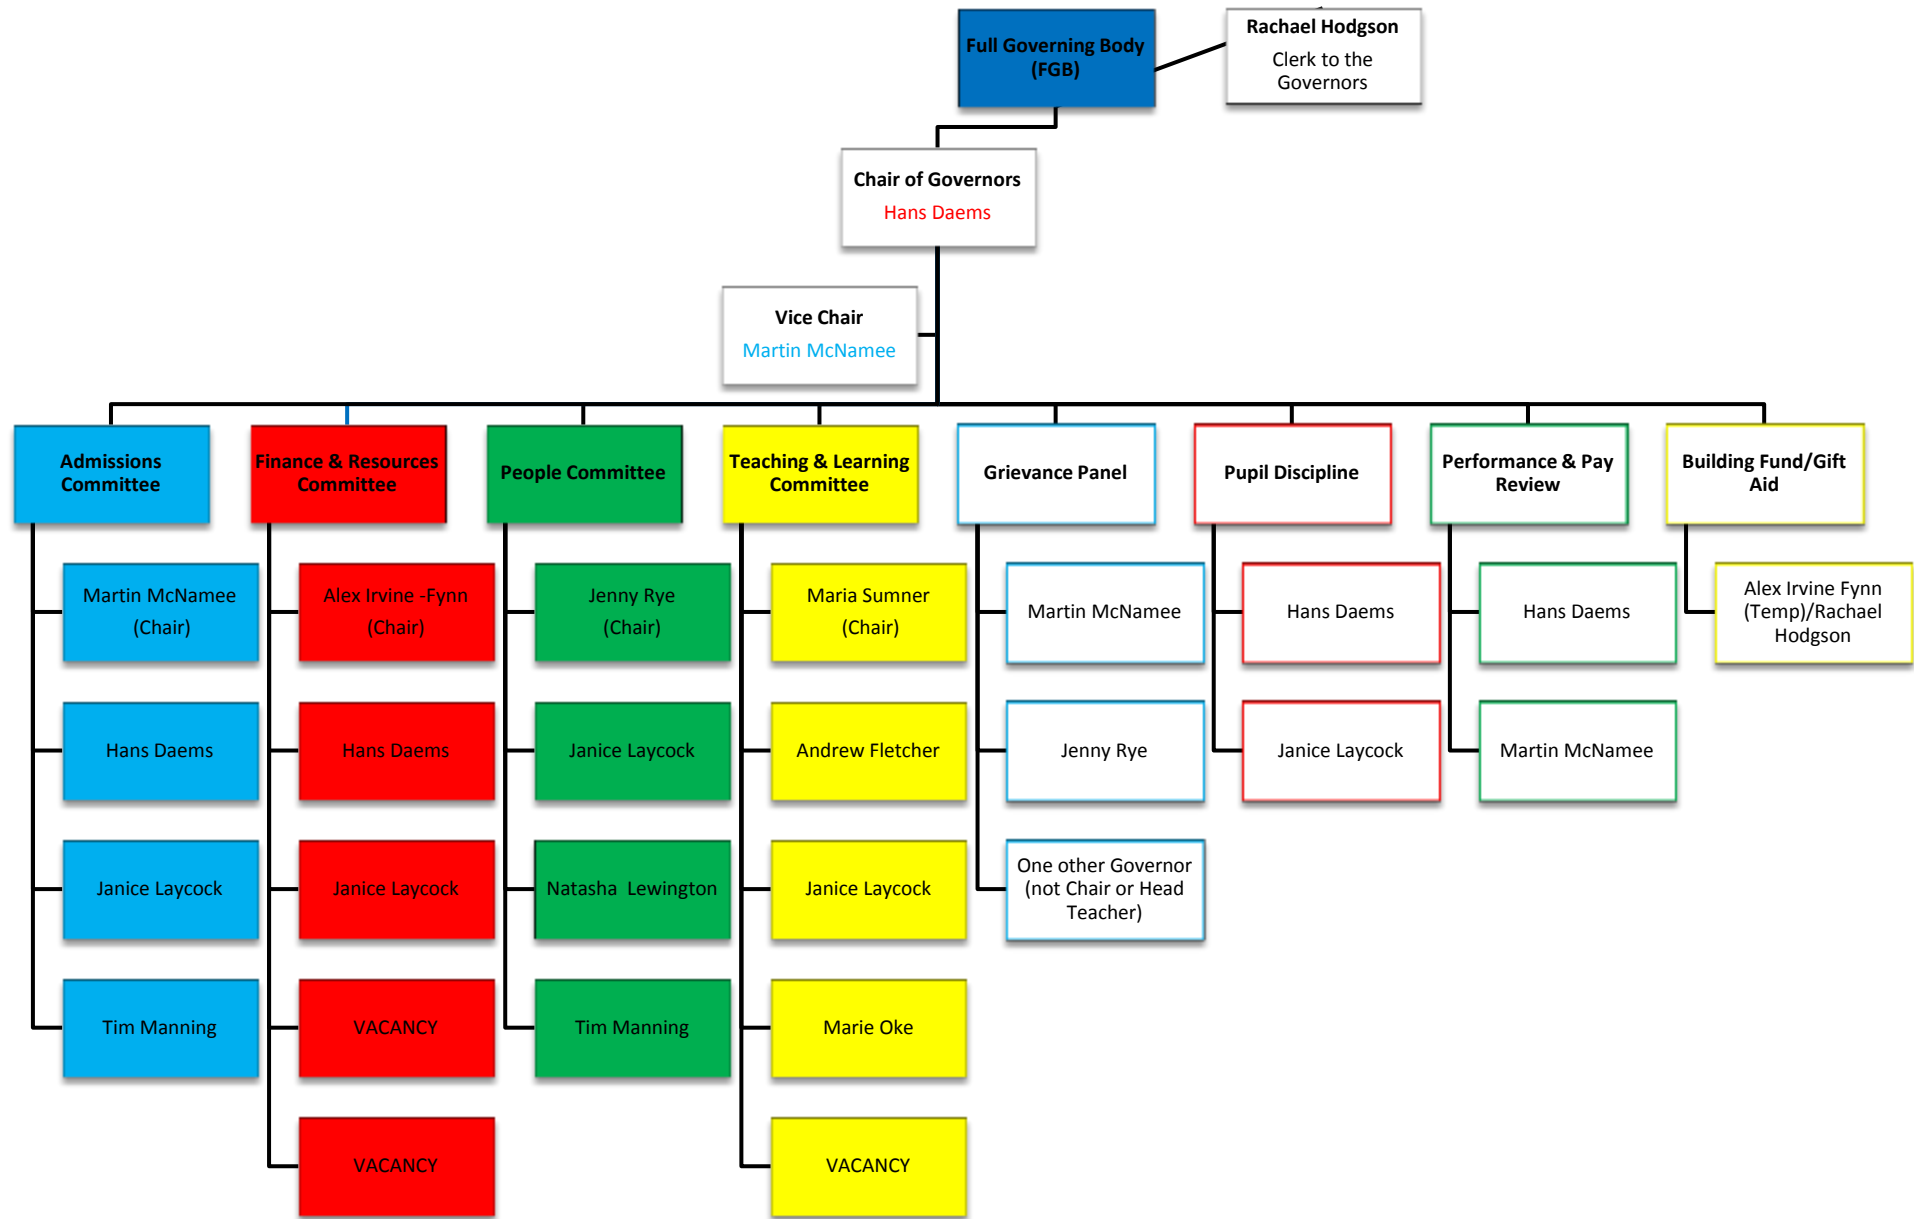 Full Governing Body
(FGB)
Rachael Hodgson
Clerk to the
Governors
Chair of Governors
Hans Daems
Vice Chair
Martin McNamee
Admissions
Committee
Martin McNamee
(Chair)
Hans Daems
Janice Laycock
Tim Manning
Finance & Resources
Committee
Alex Irvine -Fynn
(Chair)
Hans Daems
Janice Laycock
VACANCY
VACANCY
People Committee
Jenny Rye
(Chair)
Janice Laycock
Natasha Lewington
Tim Manning
Teaching & Learning
Committee
Maria Sumner
(Chair)
Andrew Fletcher
Janice Laycock
Marie Oke
VACANCY
Grievance Panel
Martin McNamee
Jenny Rye
One other Governor
(not Chair or Head
Teacher)
Pupil Discipline
Hans Daems
Janice Laycock
Performance & Pay
Review
Hans Daems
Martin McNamee
Building Fund/Gift
Aid
Alex Irvine Fynn
(Temp)/Rachael
Hodgson